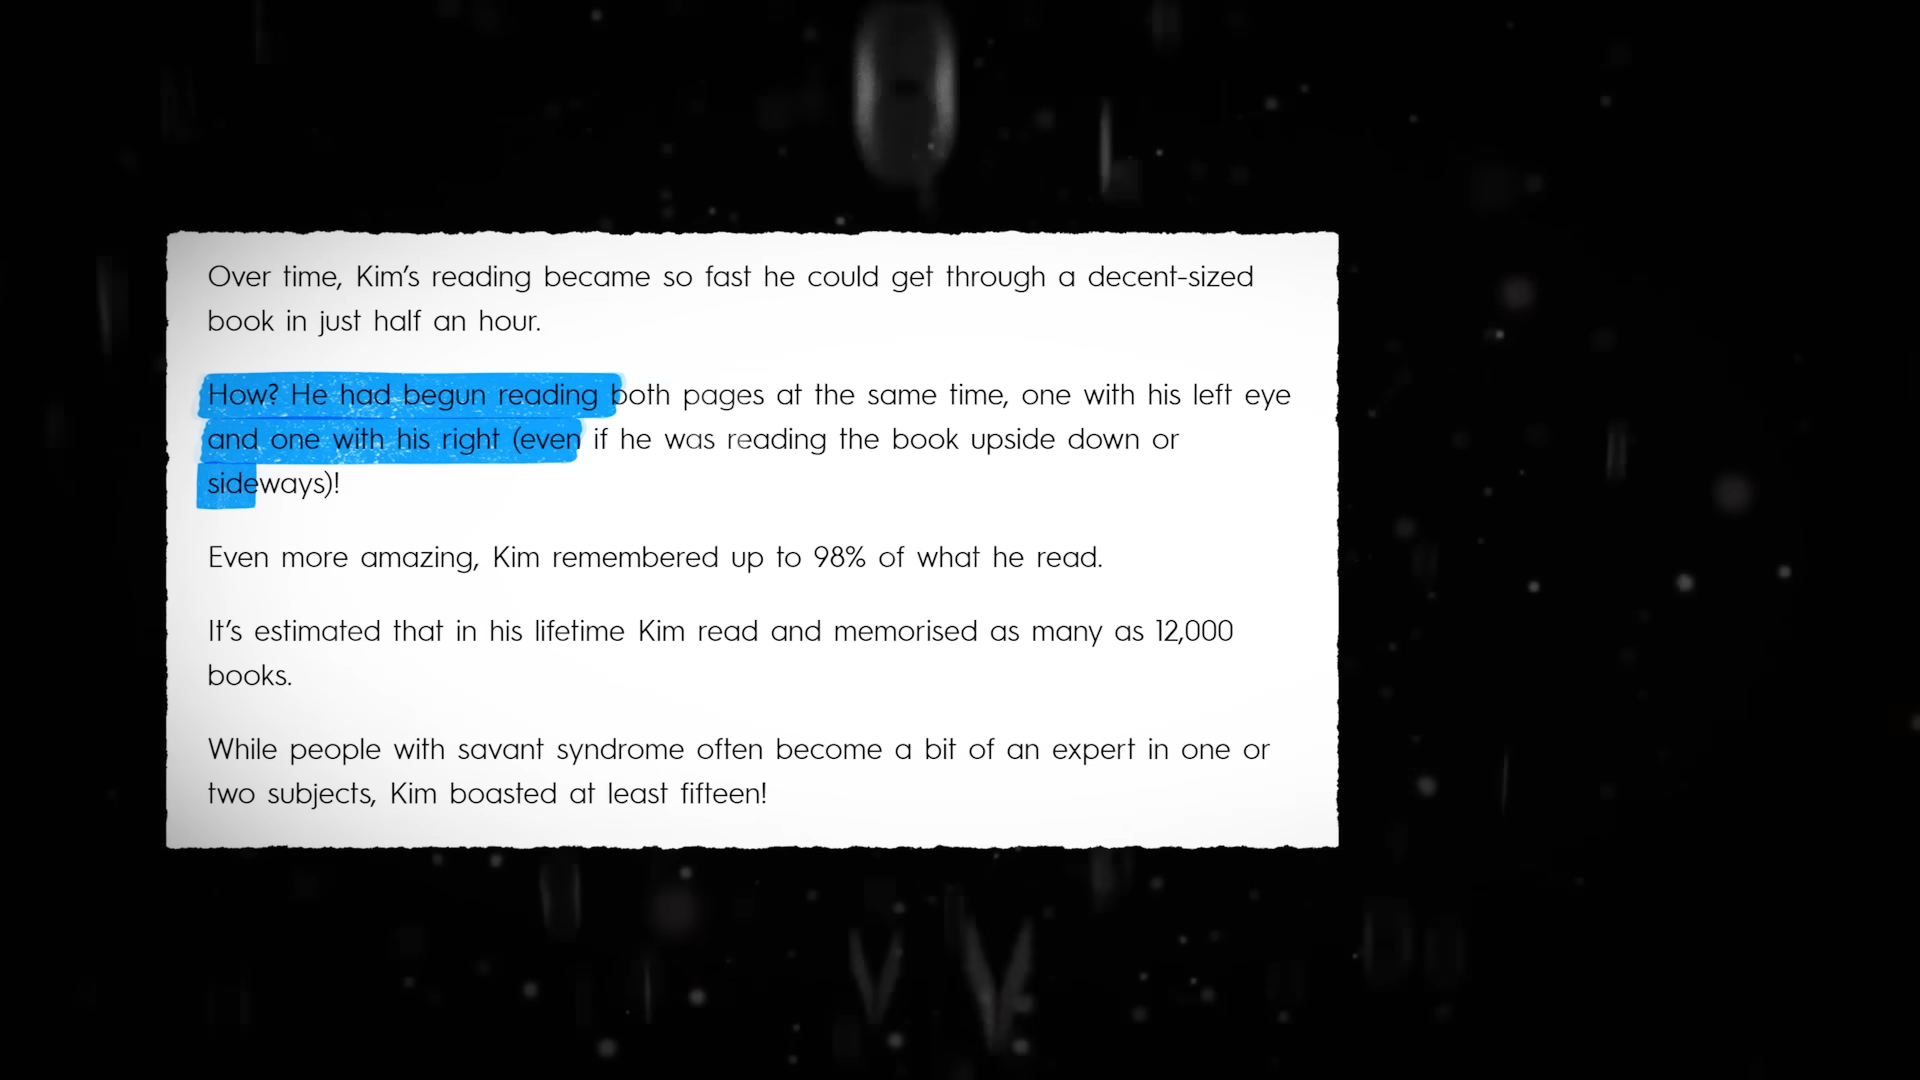 Over time, Kim's reading became so fast he could get through a decent-sized
book in just half an hour.
How? He had begun reading both pages at the same time, one with his left eye
and one with his right (even if he was reading the book upside down or
sideways)!
Even more amazing, Kim remembered up to 98% of what he read.
It's estimated that in his lifetime Kim read and memorised as many as 12,000
books.
While people with savant syndrome often become a bit of an expert in one or
two subjects, Kim boasted at least fifteen!